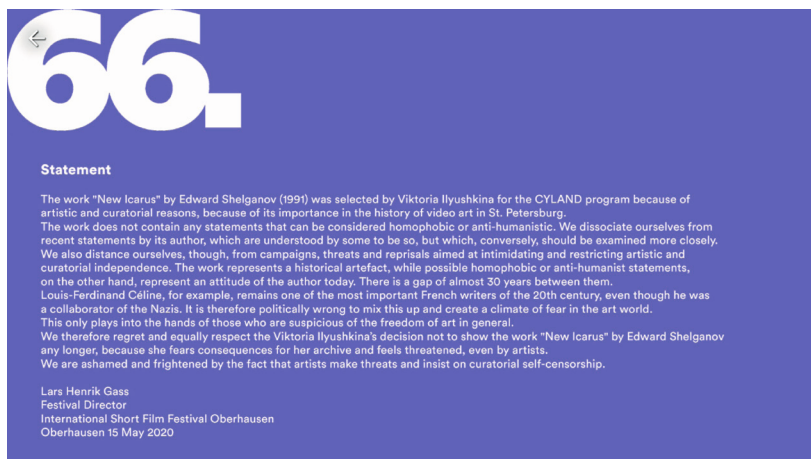 66.
Statement
The work "New Icarus" by Edward Shelganov (1991) was selected by Viktoria Ilyushkina for the CYLAND program because of
artistic and curatorial reasons, because of its importance in the history of video art in St. Petersburg.
The work does not contain any statements that can be considered homophobic or anti-humanistic. We dissociate ourselves from
recent statements by its author, which are understood by some to be so, but which, conversely, should be examined more closely.
We also distance ourselves, though, from campaigns, threats and reprisals aimed at intimidating and restricting artistic and
curatorial independence. The work represents a historical artefact, while possible homophobic or anti-humanist statements,
on the other hand, represent an attitude of the author today. There is a gap of almost 30 years between them.
Louis-Ferdinand Céline, for example, remains one of the most important French writers of the 20th century, even though he was
a collaborator of the Nazis. It is therefore politically wrong to mix this up and create a climate of fear in the art world.
This only plays into the hands of those who are suspicious of the freedom of art in general.
We therefore regret and equally respect the Viktoria Ilyushkina's decision not to show the work "New Icarus" by Edward Shelganov
any longer, because she fears consequences for her archive and feels threatened, even by artists.
We are ashamed and frightened by the fact that artists make threats and insist on curatorial self-censorship.
Lars Henrik Gass
Festival Director
International Short Film Festival Oberhausen
Oberhausen 15 May 2020